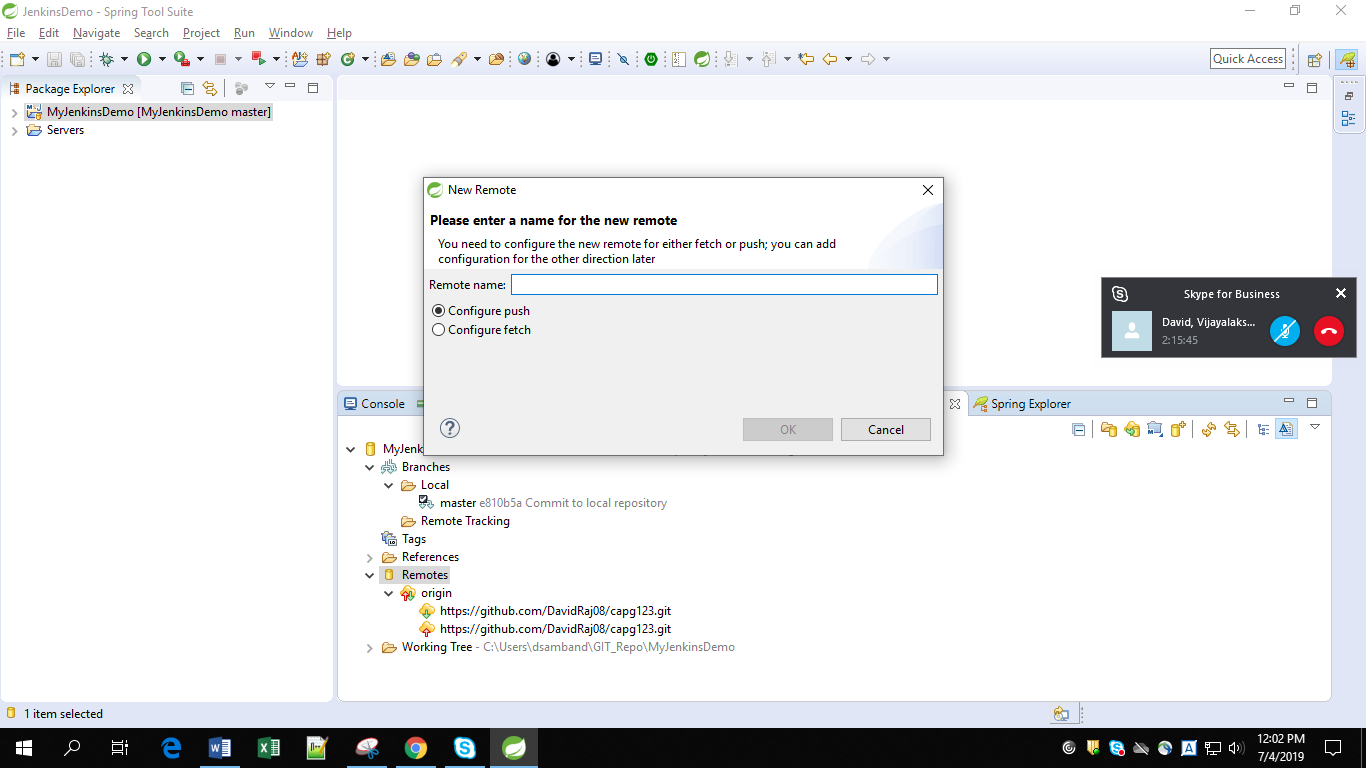 JenkinsDemo - Spring Tool Suite
File Edit Navigate Search Project Run Window Help
Quick Access
Package Explorer
MyJenkinsDemo [MyJenkinsDemo master]
Servers
New Remote
Please enter a name for the new remote
You need to configure the new remote for either fetch or push; you can add
configuration for the other direction later
Remote name:
Configure push
Configure fetch
OK Cancel
Skype for Business
David, Vijayalaks...
2:15:45
Console
Spring Explorer
MyJenk
Branches
Local
master e810b5a Commit to local repository
Remote Tracking
Tags
References
Remotes
origin
https://github.com/DavidRaj08/capg123.git
https://github.com/DavidRaj08/capg123.git
Working Tree - C:\Users\dsamband\GIT_Repo\MyJenkinsDemo
1 item selected
12:02 PM
7/4/2019